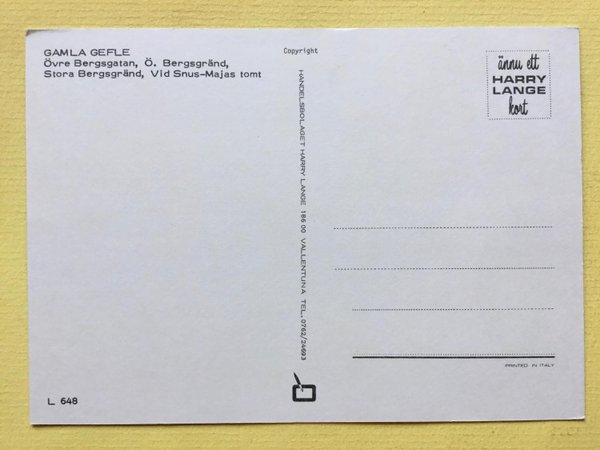 GAMLA GEFLE
Övre Bergsgatan, Ö. Bergsgränd,
Stora Bergsgränd, Vid Snus-Majas tomt
Copyright
HANDELSBOLAGET HARRY LANGE 186 00 VALLENTUNA TEL. 0762/24693
ännu ett
HARRY
LANGE
kort
PRINTED IN ITALY
L 648